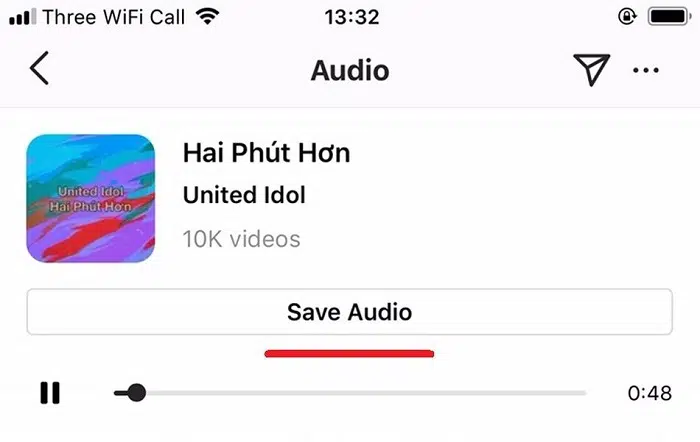 Three WiFi Call
13:32
Audio
United Idol
Hai Phút Hơn
Hai Phút Hơn
United Idol
10K videos
Save Audio
0:48